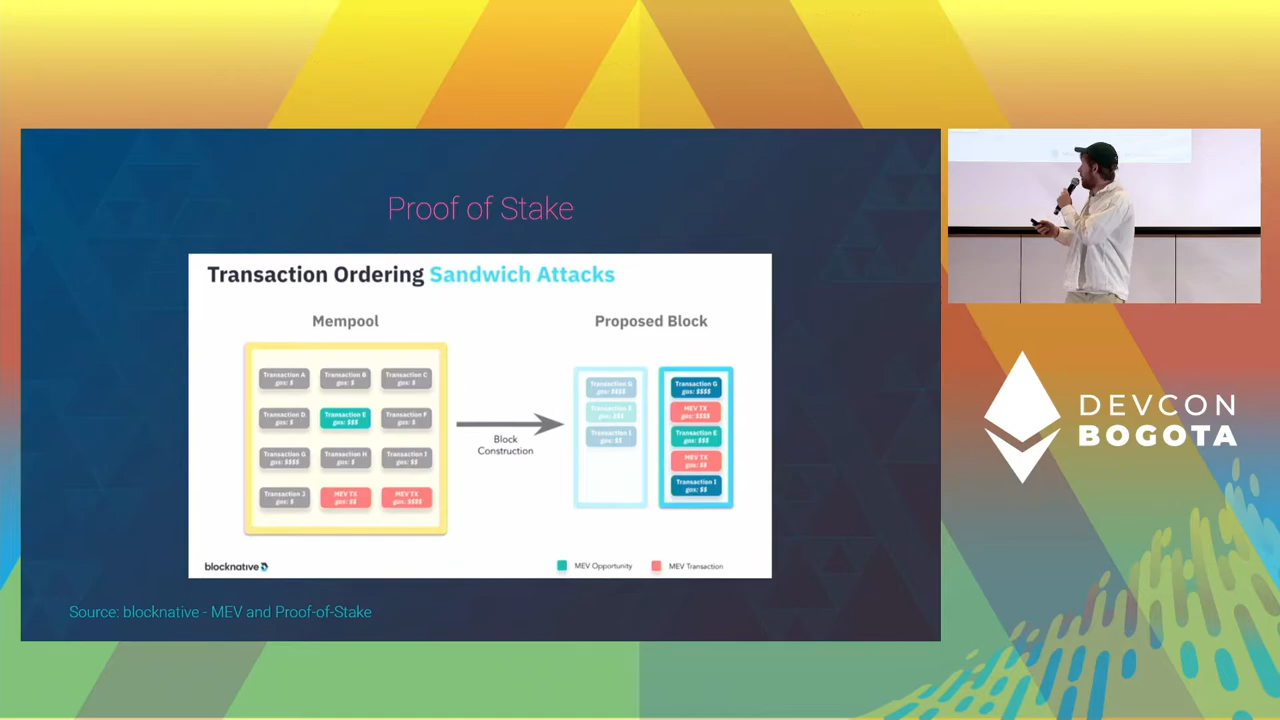 Proof of Stake
Transaction Ordering Sandwich Attacks
Mempool
Transaction A
gas: $
Transaction B
gas: $
Transaction C
gas: $
Transaction D
gas: $
Transaction E
gas: $$$
Transaction F
gas: $
Transaction G
gas: $$$$
Transaction H
gas: $
Transaction I
gas: $$
Transaction J
gas: $
MEV TX
gas: $$
MEV TX
gas: $$$$
Block
Construction
Proposed Block
Transaction G
gas: $$$$
Transaction E
gas: $$$
Transaction I
gas: $$
Transaction G
gas: $$$$
MEV TX
gas: $$$$
Transaction E
gas: $$$
MEV TX
gas: $$
Transaction I
gas: $$
blocknative
MEV Opportunity
MEV Transaction
Source: blocknative - MEV and Proof-of-Stake
DEVCON
BOGOTA